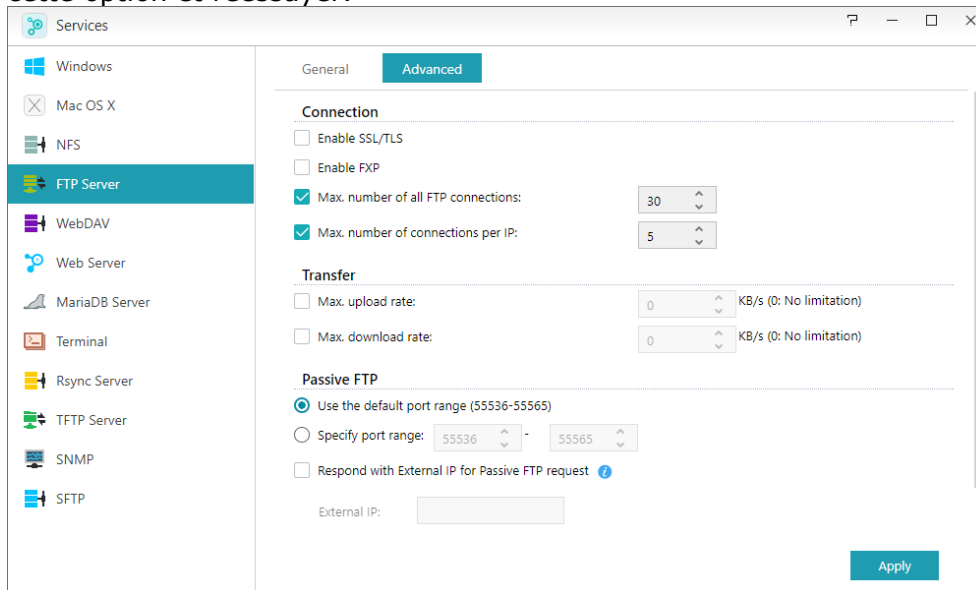 cette option et réessayer.
Services
Windows
Mac OS X
NFS
FTP Server
WebDAV
Web Server
MariaDB Server
Terminal
Rsync Server
TFTP Server
SNMP
SFTP
General Advanced
Connection
Enable SSL/TLS
Enable FXP
Max. number of all FTP connections: 30
Max. number of connections per IP: 5
Transfer
Max. upload rate: 0 KB/s (0: No limitation)
Max. download rate: 0 KB/s (0: No limitation)
Passive FTP
Use the default port range (55536-55565)
Specify port range: 55536 - 55565
Respond with External IP for Passive FTP request
External IP:
Apply